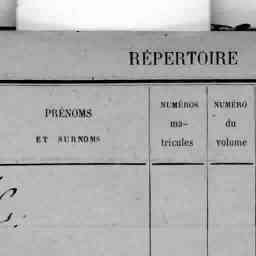 RÉPERTOIRE
PRÉNOMS
ET SURNOMS
NUMÉROS
ma-
tricules
NUMÉRO
du
volume